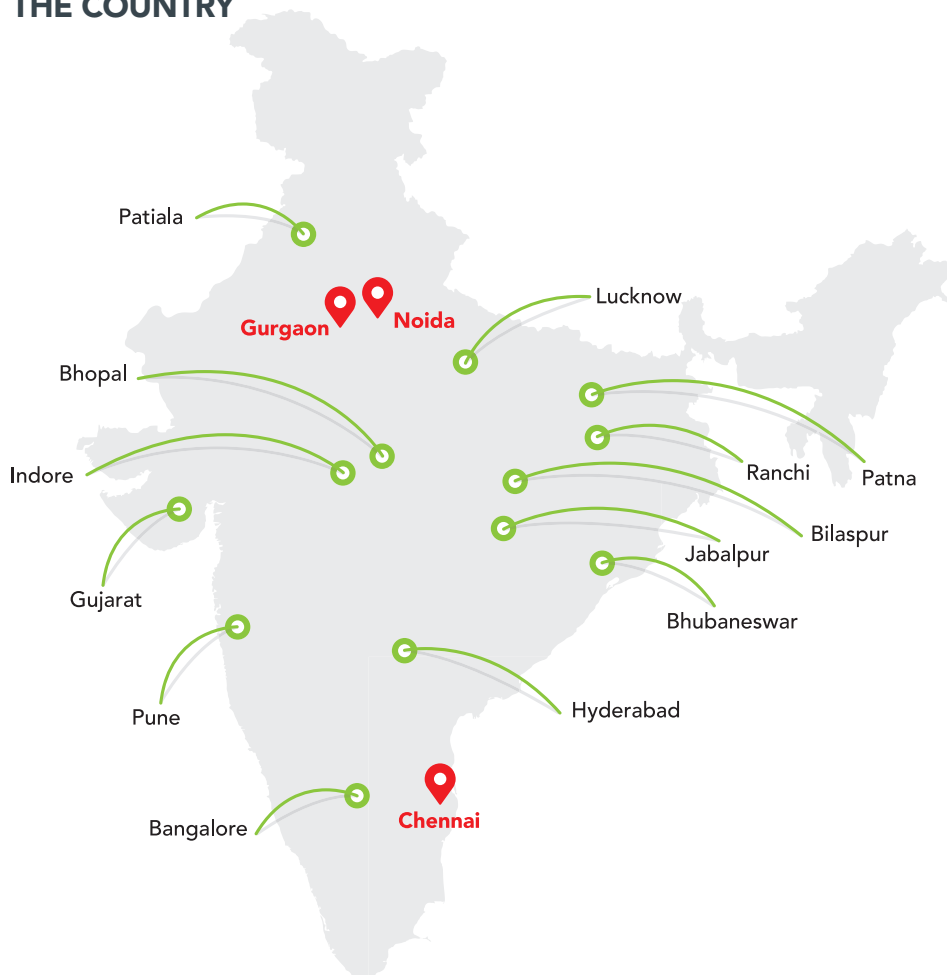 THE COUNTRY
Patiala
Lucknow
Gurgaon
Noida
Bhopal
Indore
Ranchi
Patna
Bilaspur
Jabalpur
Gujarat
Bhubaneswar
Pune
Hyderabad
Chennai
Bangalore